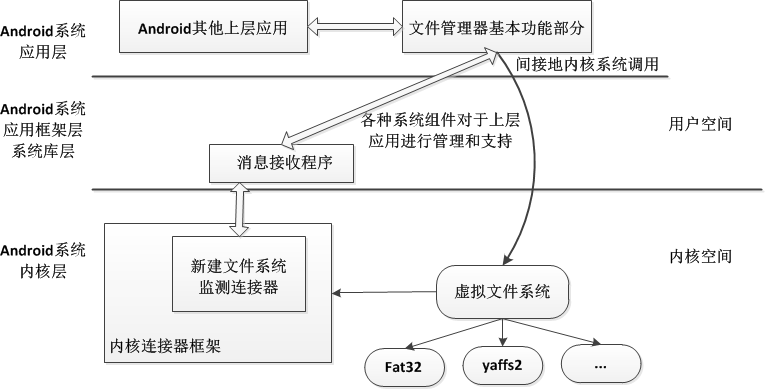 Android系统
应用层
Android其他上层应用
文件管理器基本功能部分
间接地内核系统调用
Android系统
应用框架层
系统库层
各种系统组件对于上层
应用进行管理和支持
用户空间
消息接收程序
Android系统
内核层
新建文件系统
监测连接器
内核连接器框架
虚拟文件系统
内核空间
Fat32
yaffs2
...